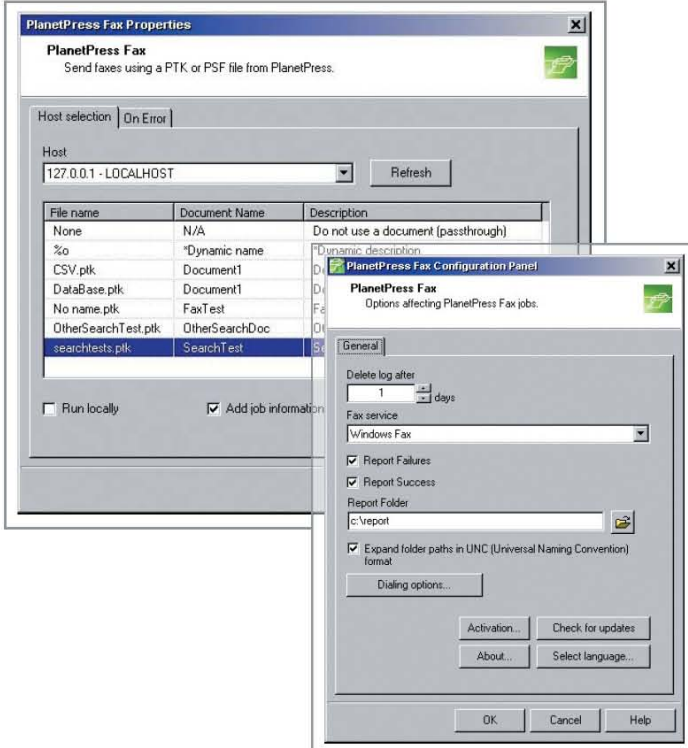 PlanetPress Fax Properties
PlanetPress Fax
Send faxes using a PTK or PSF file from PlanetPress.
Host selection On Error
Host
127.0.0.1 - LOCALHOST Refresh
File name Document Name Description
None N/A Do not use a document (passthrough)
%o *Dynamic name *Dynamic description
CSV.ptk Document1
DataBase.ptk Document1
No name.ptk FaxTest
OtherSearchTest.ptk OtherSearchDoc
searchtests.ptk SearchTest
Run locally Add job information
PlanetPress Fax Configuration Panel
PlanetPress Fax
Options affecting PlanetPress Fax jobs.
General
Delete log after
1 days
Fax service
Windows Fax
Report Failures
Report Success
Report Folder
c:\report
Expand folder paths in UNC (Universal Naming Convention)
format
Dialing options...
Activation... Check for updates
About... Select language...
OK Cancel Help